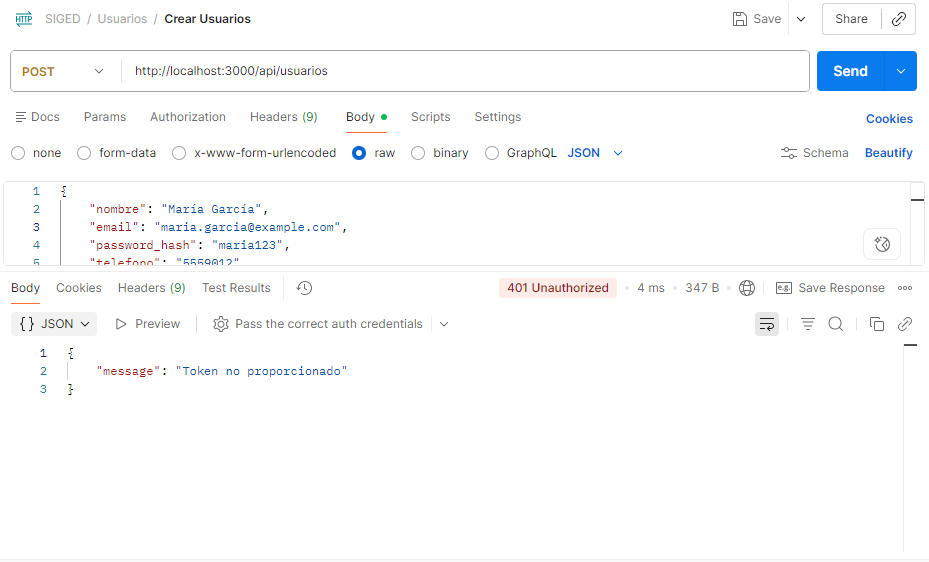 HTTP SIGED / Usuarios / Crear Usuarios Save Share
POST http://localhost:3000/api/usuarios Send
Docs Params Authorization Headers (9) Body Scripts Settings Cookies
none form-data x-www-form-urlencoded raw binary GraphQL JSON Schema Beautify
1 {
2 "nombre": "María García",
3 "email": "maria.garcia@example.com",
4 "password_hash": "maria123",
5 "telefono": "5559012"
Body Cookies Headers (9) Test Results 401 Unauthorized • 4 ms • 347 B • e.g. Save Response
{} JSON Preview Pass the correct auth credentials
1 {
2 "message": "Token no proporcionado"
3 }